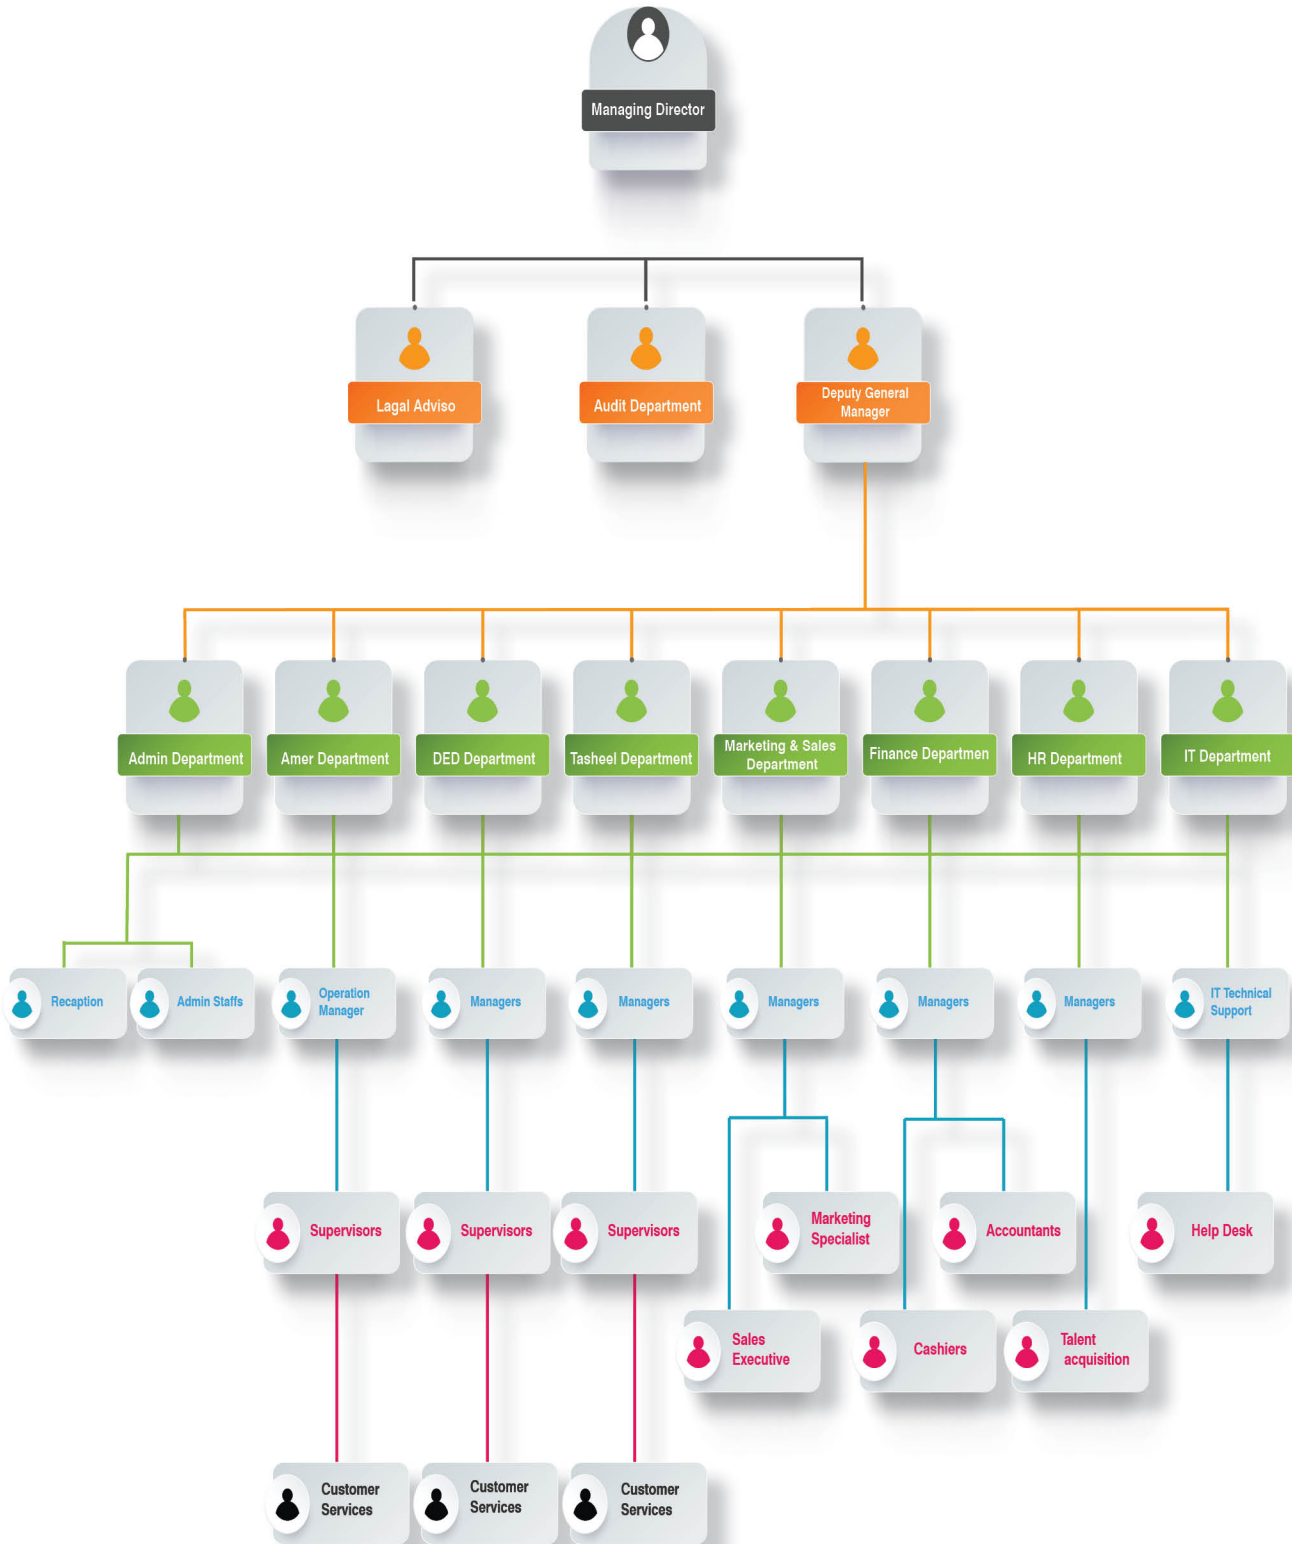 Managing Director
Lagal Adviso
Audit Department
Deputy General
Manager
Admin Department
Amer Department
DED Department
Tasheel Department
Marketing & Sales
Department
Finance Departmen
HR Department
IT Department
Recaption
Admin Staffs
Operation
Manager
Managers
Managers
Managers
Managers
Managers
IT Technical
Support
Supervisors
Supervisors
Supervisors
Marketing
Specialist
Accountants
Help Desk
Sales
Executive
Cashiers
Talent
acquisition
Customer
Services
Customer
Services
Customer
Services